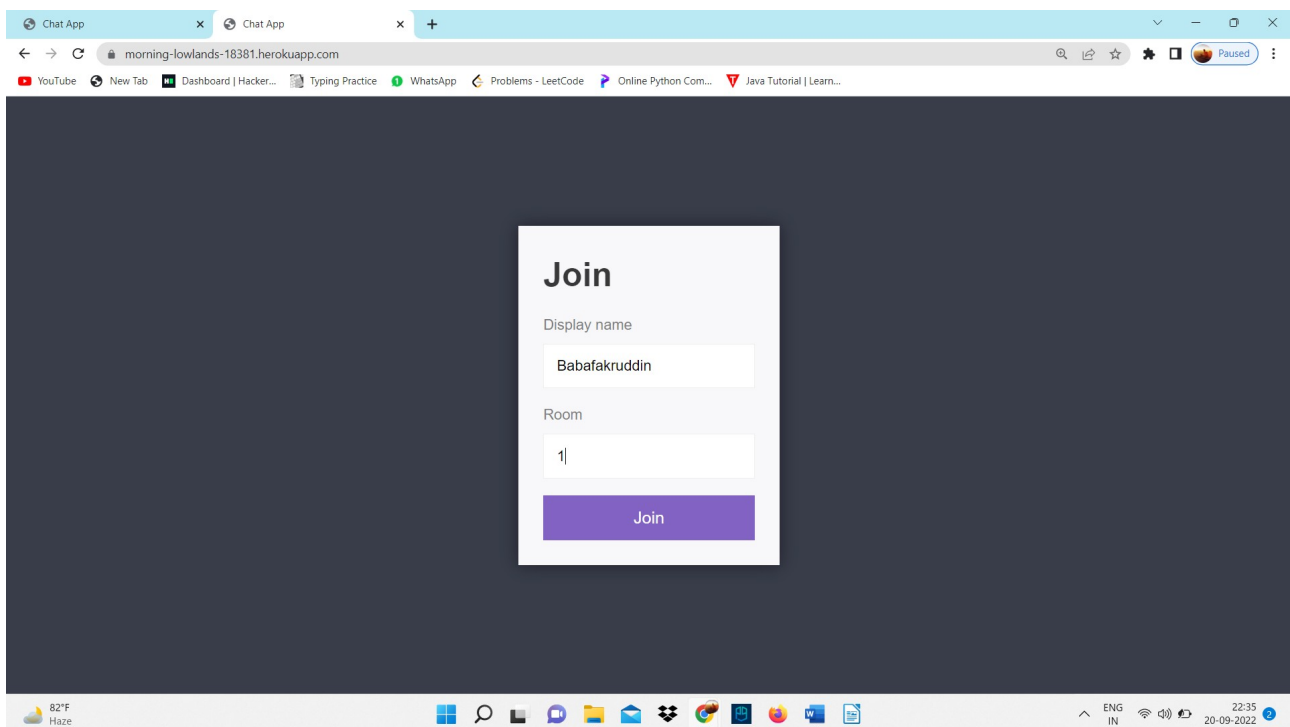 Chat App
Chat App
morning-lowlands-18381.herokuapp.com
Paused
YouTube New Tab Dashboard | Hacker... Typing Practice WhatsApp Problems - LeetCode Online Python Com... Java Tutorial | Learn...
Join
Display name
Babafakruddin
Room
1
Join
82°F
Haze
ENG
IN
22:35
20-09-2022
2